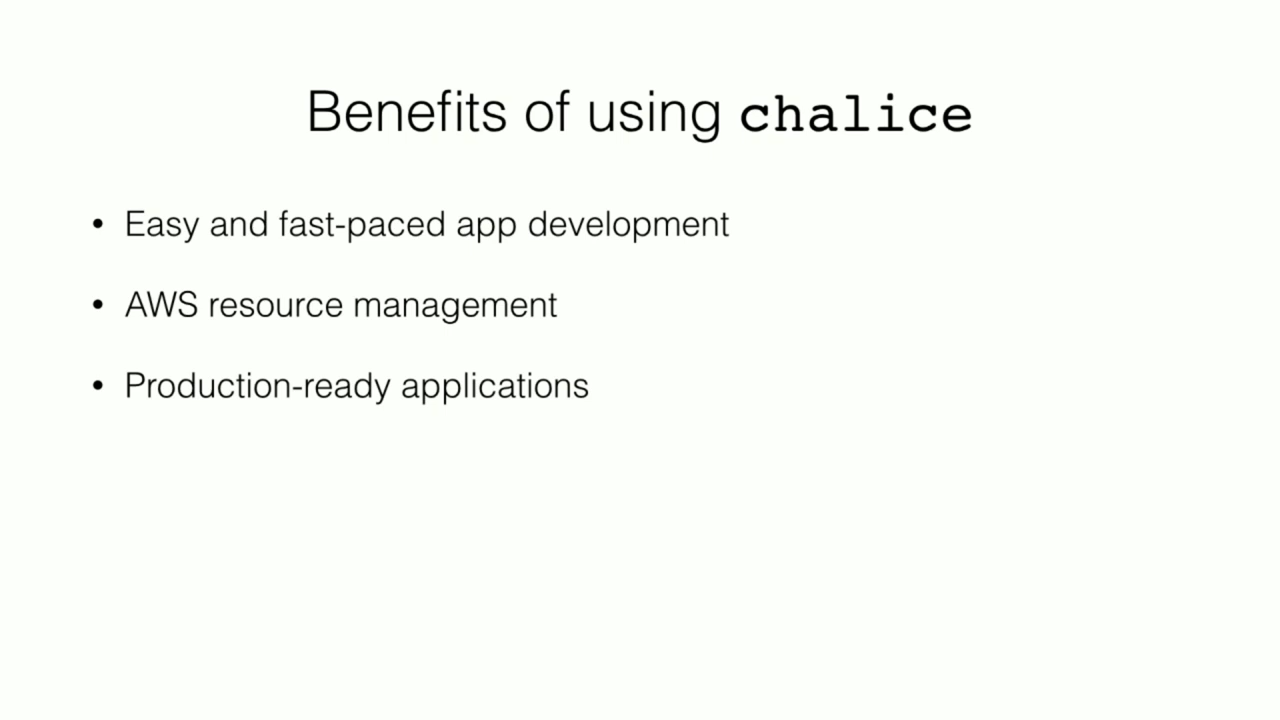 Benefits of using chalice
• Easy and fast-paced app development
• AWS resource management
• Production-ready applications